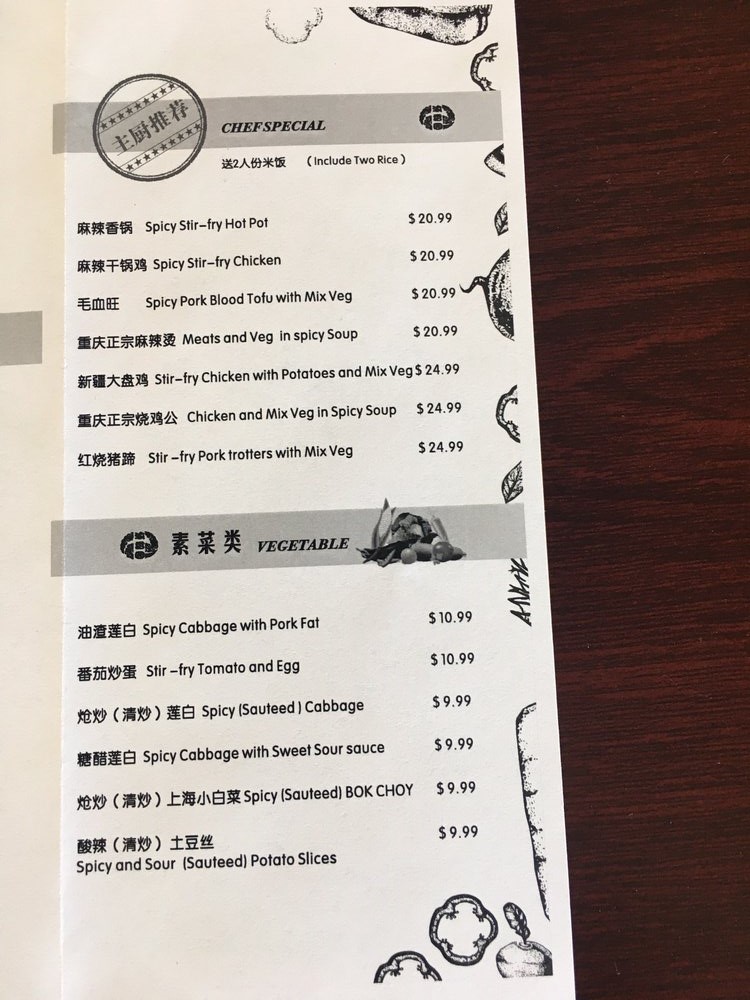 主厨推荐
CHEFSPECIAL
送2人份米饭 ( Include Two Rice )
麻辣香锅 Spicy Stir-fry Hot Pot $ 20.99
麻辣干锅鸡 Spicy Stir-fry Chicken $ 20.99
毛血旺 Spicy Pork Blood Tofu with Mix Veg $ 20.99
重庆正宗麻辣烫 Meats and Veg in spicy Soup $ 20.99
新疆大盘鸡 Stir-fry Chicken with Potatoes and Mix Veg $ 24.99
重庆正宗烧鸡公 Chicken and Mix Veg in Spicy Soup $ 24.99
红烧猪蹄 Stir -fry Pork trotters with Mix Veg $ 24.99
素菜类 VEGETABLE
油渣莲白 Spicy Cabbage with Pork Fat $ 10.99
番茄炒蛋 Stir -fry Tomato and Egg $ 10.99
炝炒（清炒）莲白 Spicy (Sauteed ) Cabbage $ 9.99
糖醋莲白 Spicy Cabbage with Sweet Sour sauce $ 9.99
炝炒（清炒）上海小白菜 Spicy (Sauteed) BOK CHOY $ 9.99
酸辣（清炒）土豆丝 $ 9.99
Spicy and Sour (Sauteed) Potato Slices